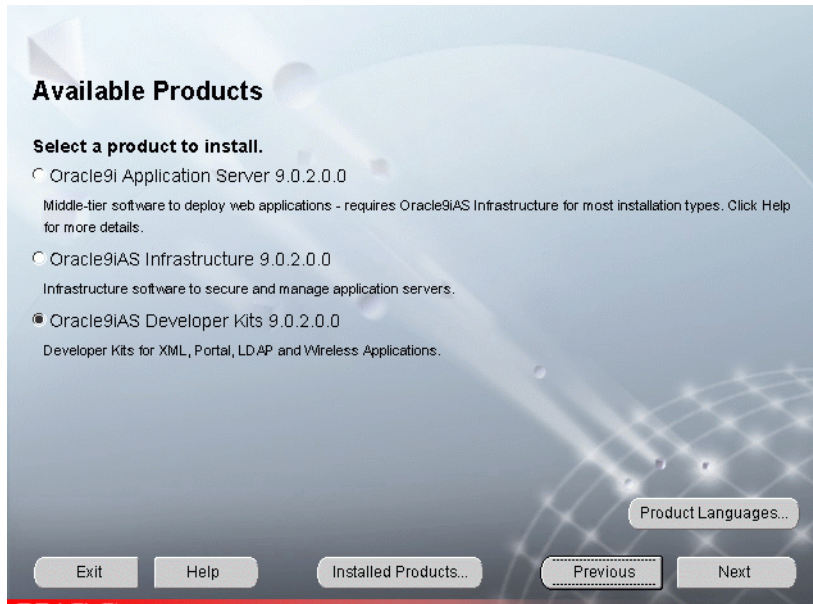 Available Products
Select a product to install.
Oracle9i Application Server 9.0.2.0.0
Middle-tier software to deploy web applications - requires Oracle9iAS Infrastructure for most installation types. Click Help
for more details.
Oracle9iAS Infrastructure 9.0.2.0.0
Infrastructure software to secure and manage application servers.
Oracle9iAS Developer Kits 9.0.2.0.0
Developer Kits for XML, Portal, LDAP and Wireless Applications.
Product Languages...
Exit Help Installed Products... Previous Next